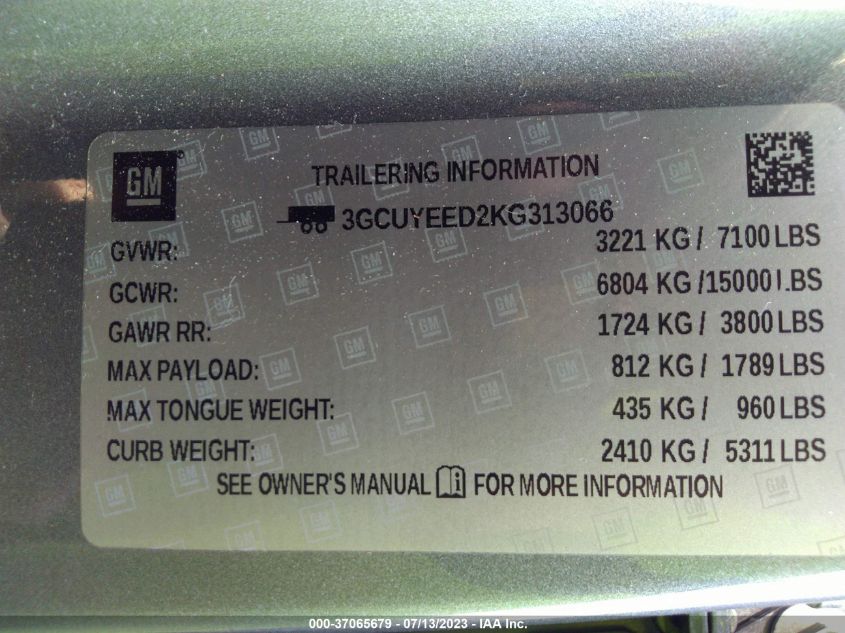 GM ®
TRAILERING INFORMATION
3GCUYEED2KG313066
GVWR: 3221 KG / 7100 LBS
GCWR: 6804 KG / 15000 LBS
GAWR RR: 1724 KG / 3800 LBS
MAX PAYLOAD: 812 KG / 1789 LBS
MAX TONGUE WEIGHT: 435 KG / 960 LBS
CURB WEIGHT: 2410 KG / 5311 LBS
SEE OWNER'S MANUAL i FOR MORE INFORMATION
000-37065679 - 07/13/2023 - IAA Inc.